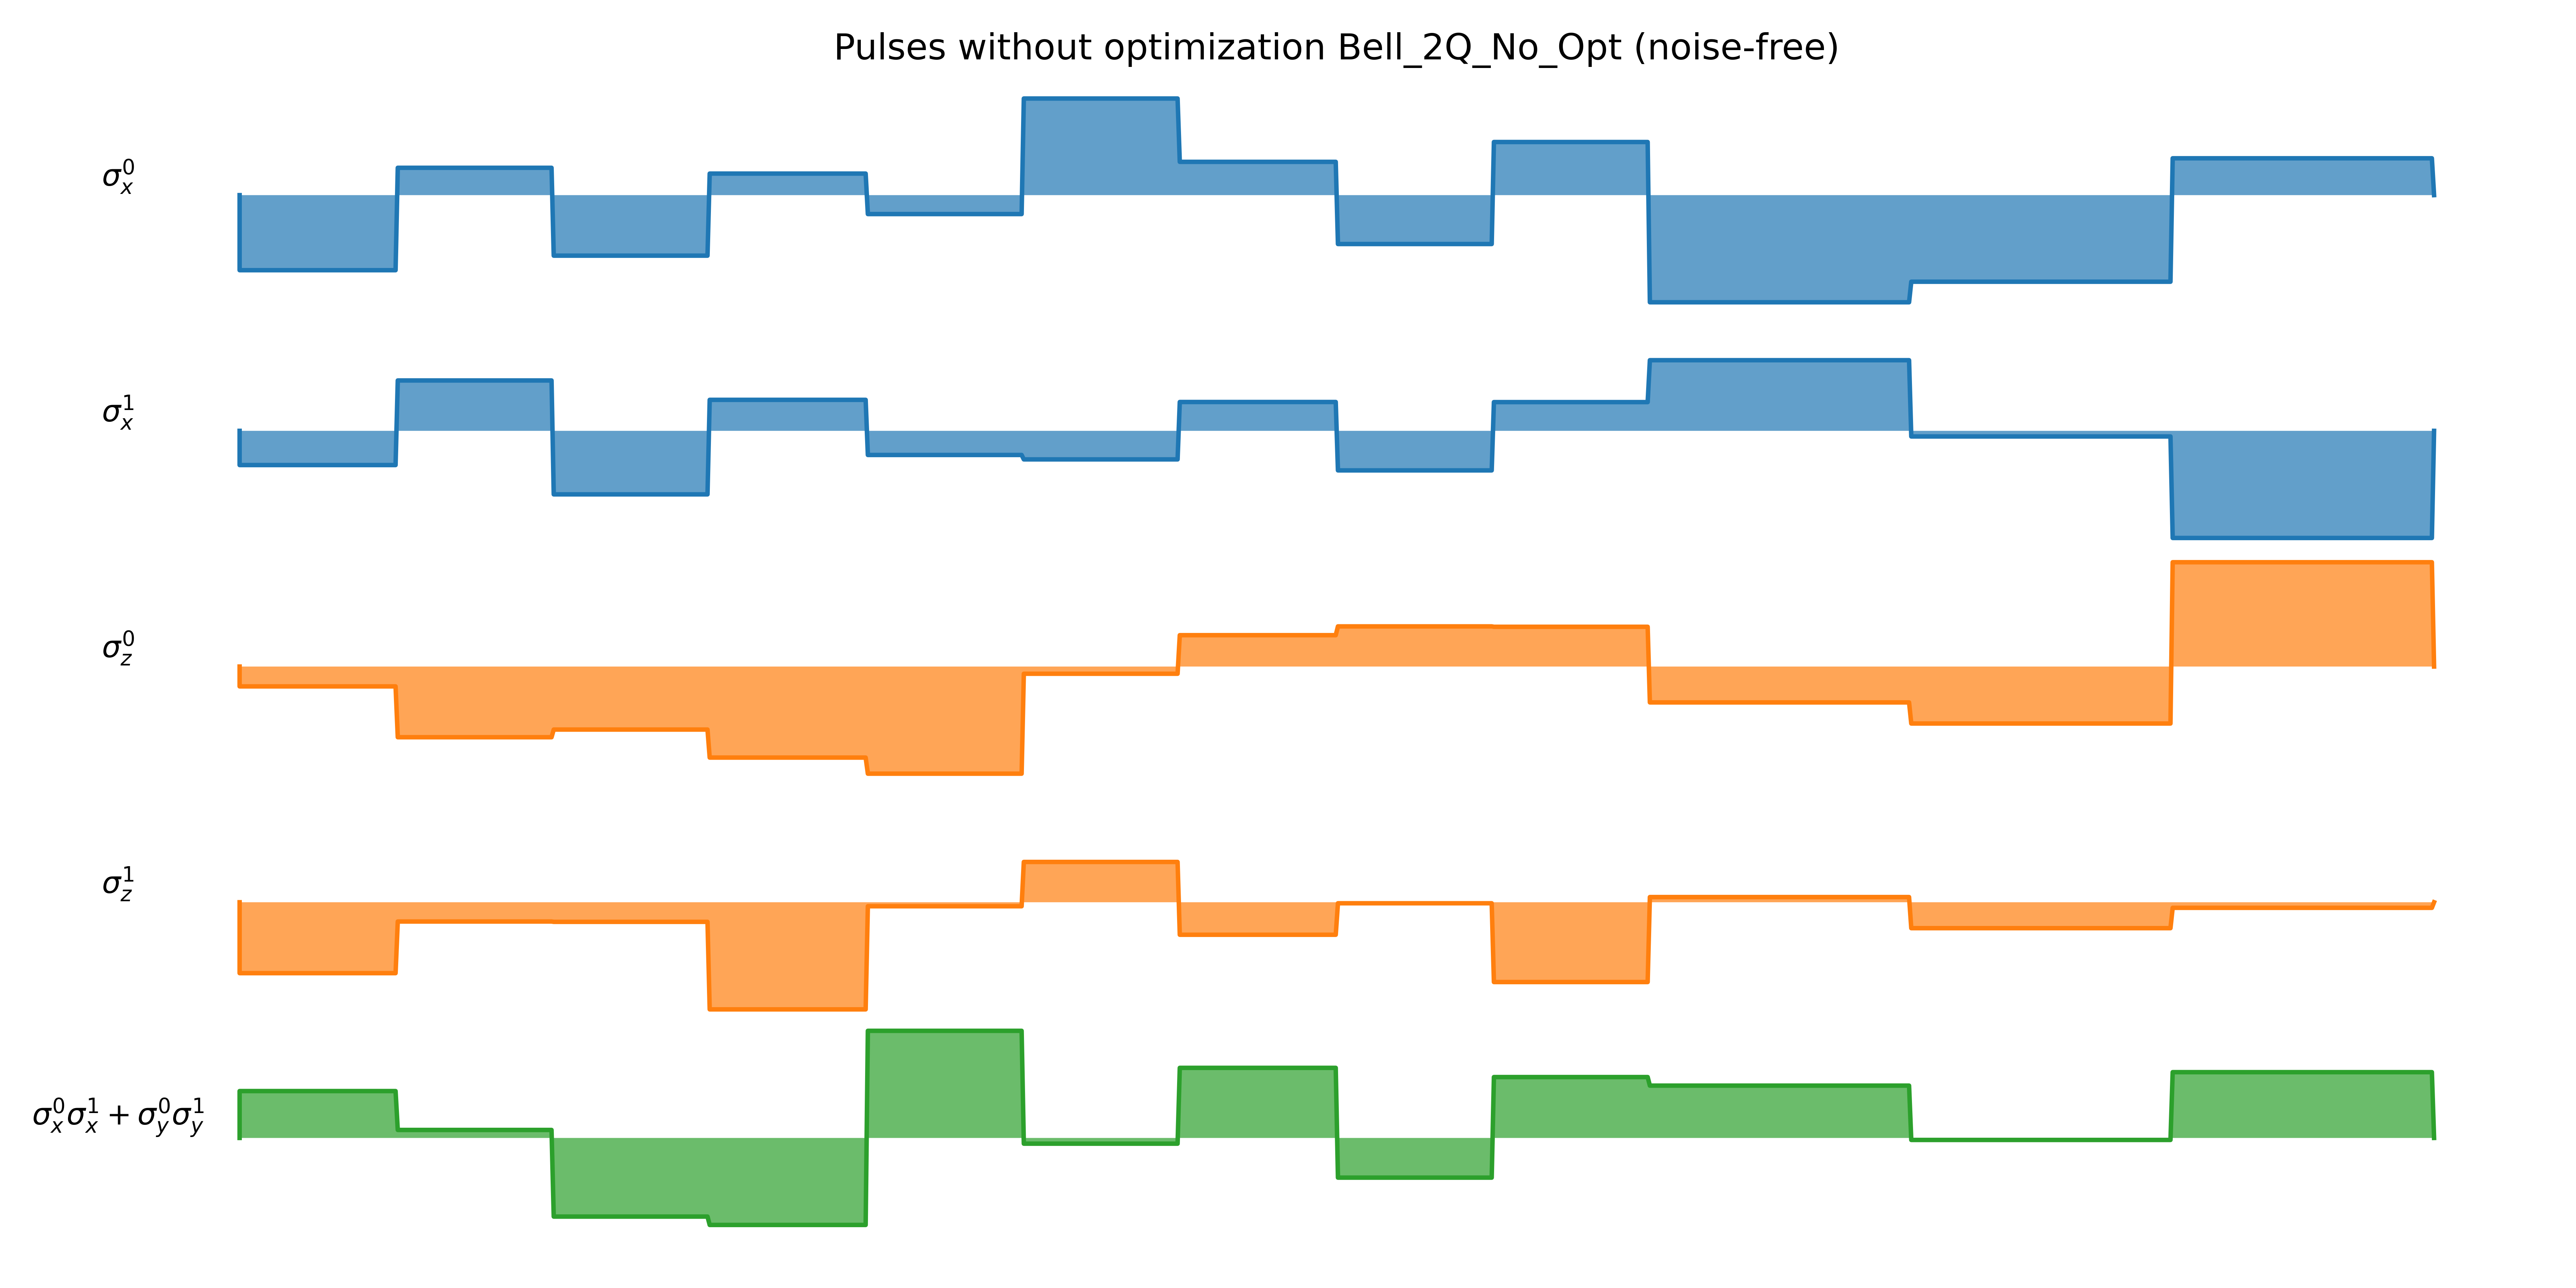 Pulses without optimization Bell_2Q_No_Opt (noise-free)
σ_x^0
σ_x^1
σ_z^0
σ_z^1
σ_x^0σ_x^1 + σ_y^0σ_y^1